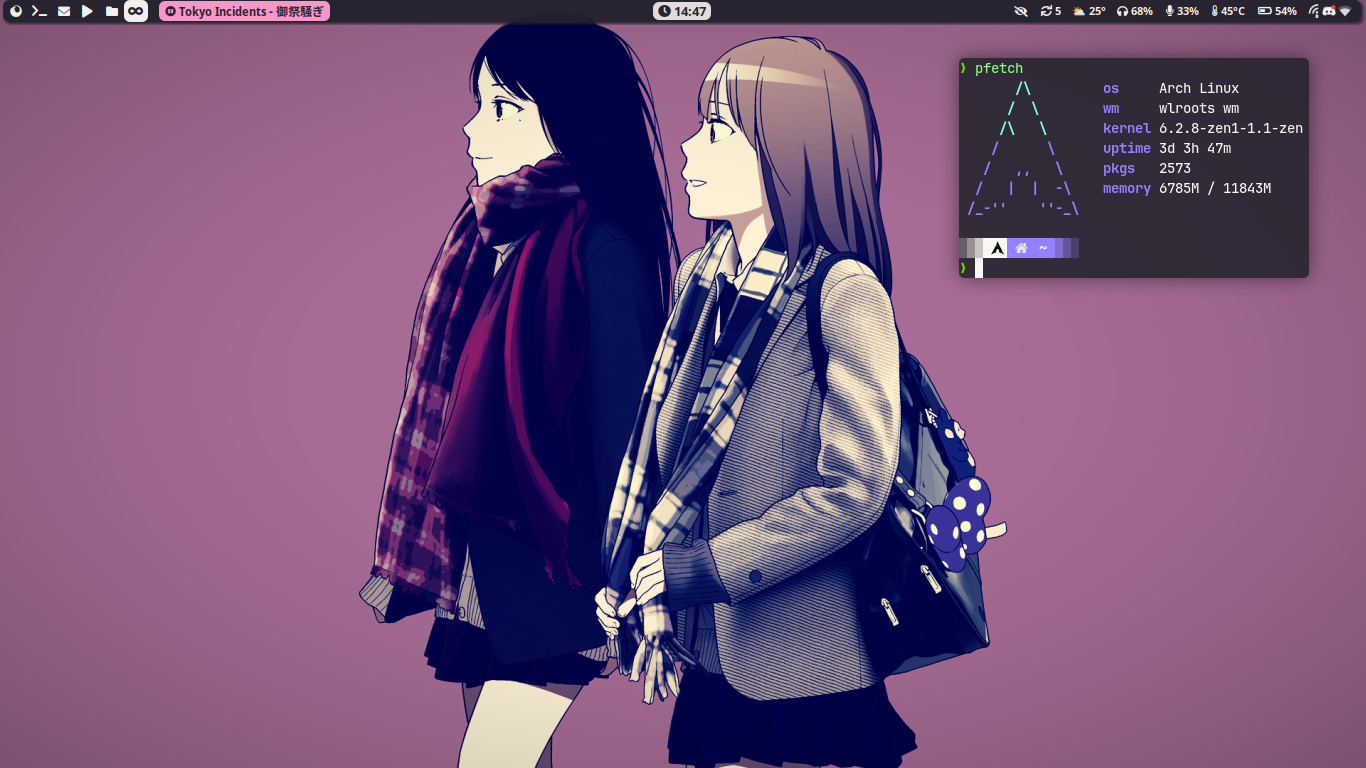 Tokyo Incidents - 御祭騒ぎ
14:47
5
25°
68%
33%
45°C
54%
❯ pfetch
os Arch Linux
wm wlroots wm
kernel 6.2.8-zen1-1.1-zen
uptime 3d 3h 47m
pkgs 2573
memory 6785M / 11843M
~
❯